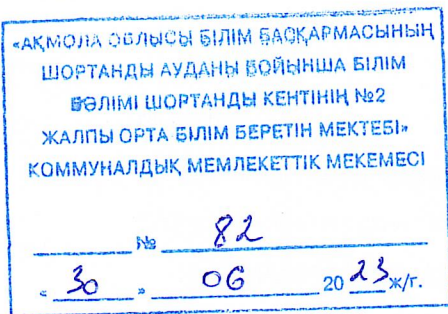 «АҚМОЛА ОБЛЫСЫ БІЛІМ БАСҚАРМАСЫНЫҢ
ШОРТАНДЫ АУДАНЫ БОЙЫНША БІЛІМ
БӨЛІМІ ШОРТАНДЫ КЕНТІНІҢ №2
ЖАЛПЫ ОРТА БІЛІМ БЕРЕТІН МЕКТЕБІ»
КОММУНАЛДЫҚ МЕМЛЕКЕТТІК МЕКЕМЕСІ
№ 82
« 30 » 06 2023 ж/г.